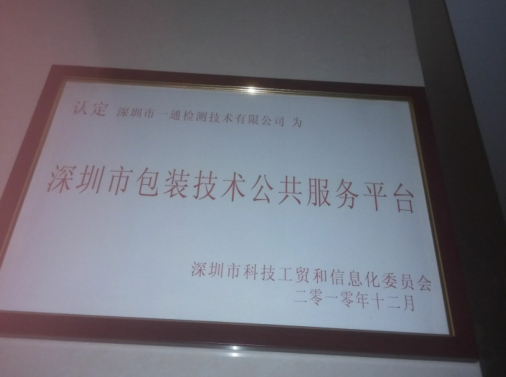 认定 深圳市一通检测技术有限公司 为
深圳市包装技术公共服务平台
深圳市科技工贸和信息化委员会
二零一零年十二月